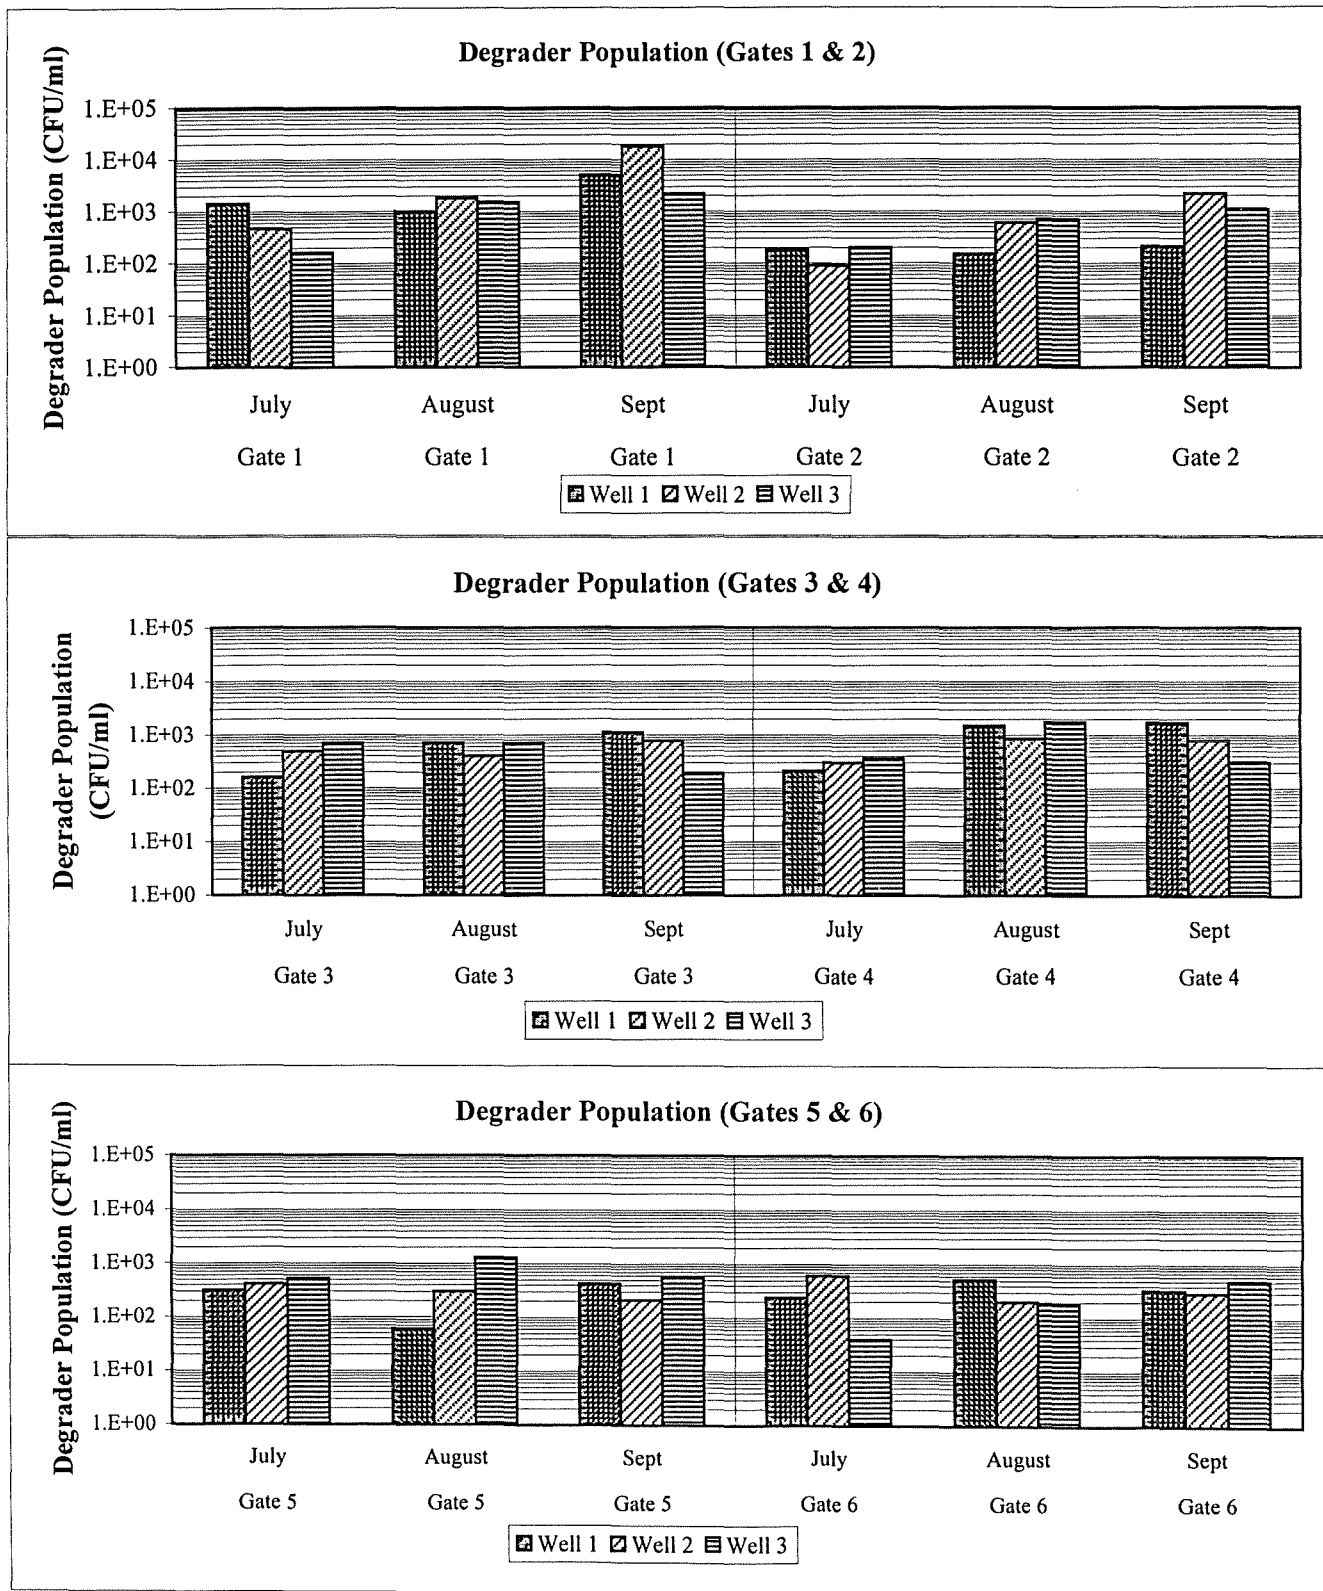 Degrader Population (Gates 1 & 2)
Degrader Population (CFU/ml)
1.E+05
1.E+04
1.E+03
1.E+02
1.E+01
1.E+00
July August Sept July August Sept
Gate 1 Gate 1 Gate 1 Gate 2 Gate 2 Gate 2
Well 1 Well 2 Well 3
Degrader Population (Gates 3 & 4)
Degrader Population
(CFU/ml)
1.E+05
1.E+04
1.E+03
1.E+02
1.E+01
1.E+00
July August Sept July August Sept
Gate 3 Gate 3 Gate 3 Gate 4 Gate 4 Gate 4
Well 1 Well 2 Well 3
Degrader Population (Gates 5 & 6)
Degrader Population (CFU/ml)
1.E+05
1.E+04
1.E+03
1.E+02
1.E+01
1.E+00
July August Sept July August Sept
Gate 5 Gate 5 Gate 5 Gate 6 Gate 6 Gate 6
Well 1 Well 2 Well 3